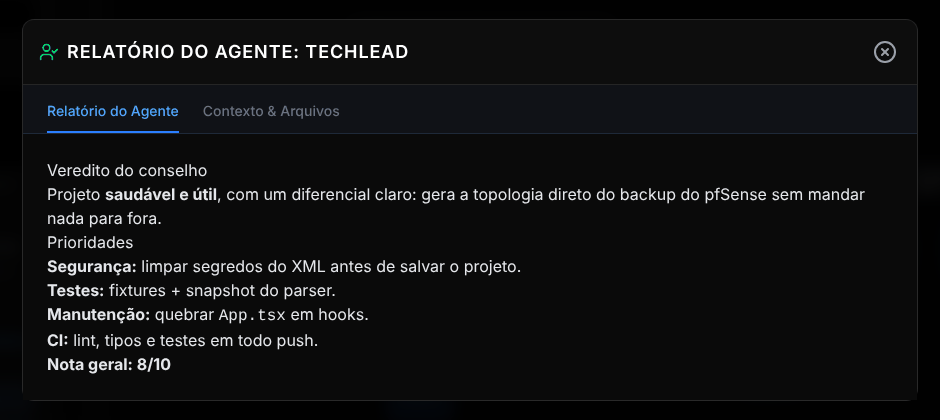 RELATÓRIO DO AGENTE: TECHLEAD
Relatório do Agente
Contexto & Arquivos
Veredito do conselho
Projeto saudável e útil, com um diferencial claro: gera a topologia direto do backup do pfSense sem mandar
nada para fora.
Prioridades
Segurança: limpar segredos do XML antes de salvar o projeto.
Testes: fixtures + snapshot do parser.
Manutenção: quebrar App.tsx em hooks.
CI: lint, tipos e testes em todo push.
Nota geral: 8/10